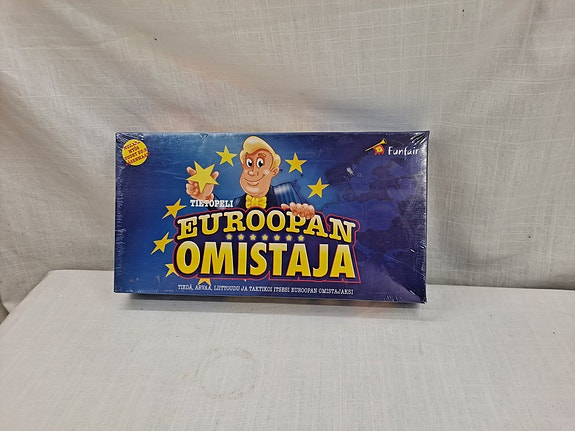 Funfair
TIETOPELI
EUROOPAN
OMISTAJA
TIEDÄ, ARVAA, LIITTOUDU JA TAKTIKOI ITSESI EUROOPAN OMISTAJAKSI